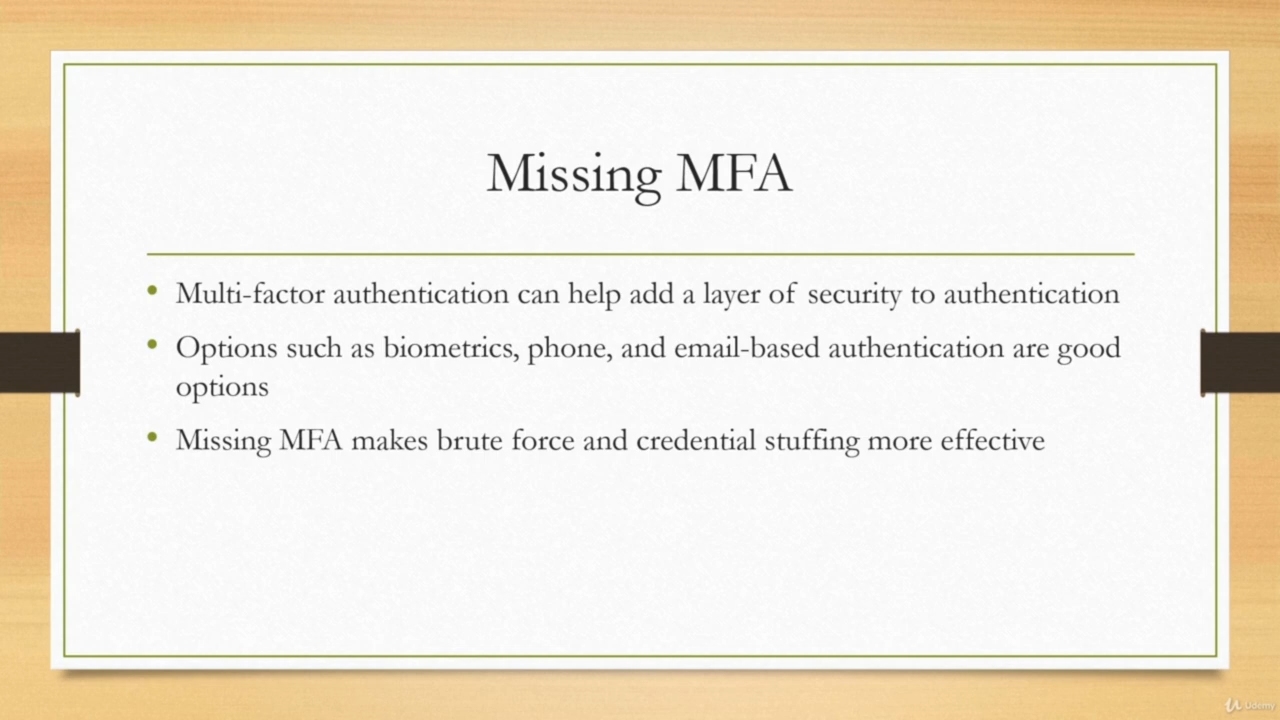 Missing MFA
• Multi-factor authentication can help add a layer of security to authentication
• Options such as biometrics, phone, and email-based authentication are good
options
• Missing MFA makes brute force and credential stuffing more effective
Udemy